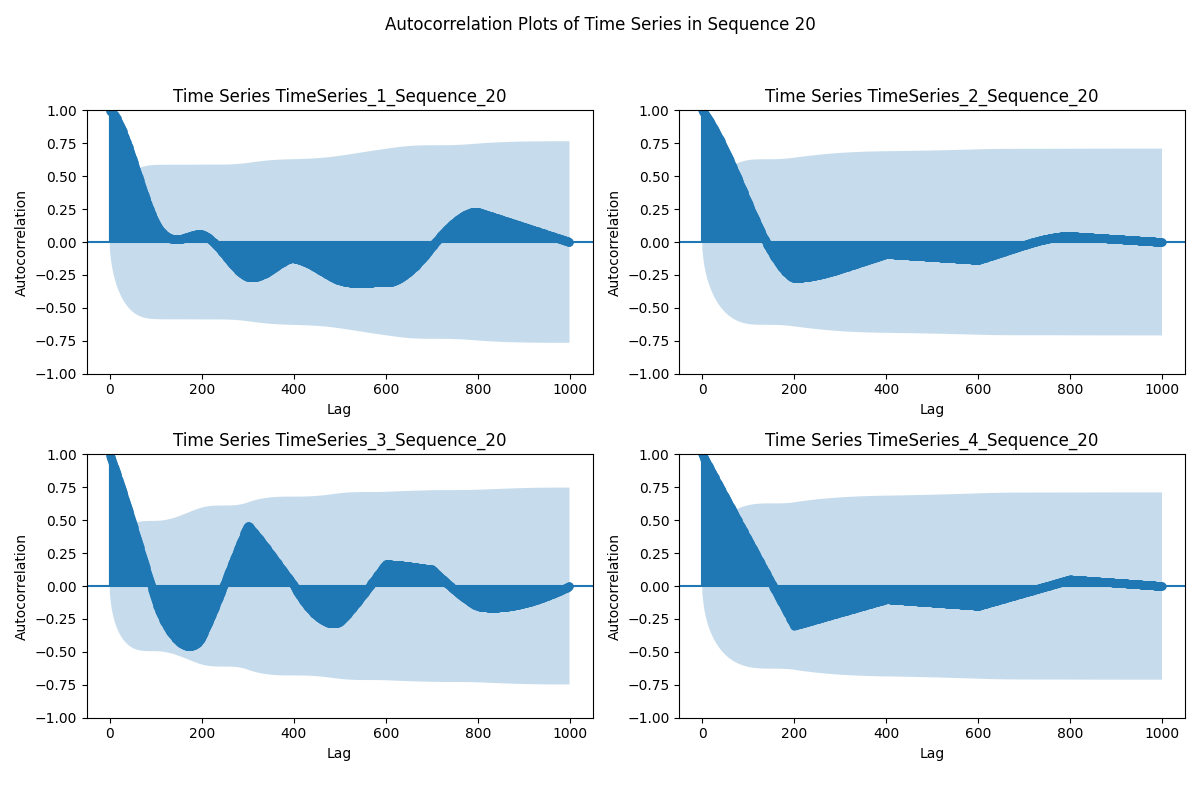 Autocorrelation Plots of Time Series in Sequence 20
Time Series TimeSeries_1_Sequence_20
1.00
0.75
0.50
0.25
0.00
−0.25
−0.50
−0.75
−1.00
Autocorrelation
0 200 400 600 800 1000
Lag
Time Series TimeSeries_2_Sequence_20
1.00
0.75
0.50
0.25
0.00
−0.25
−0.50
−0.75
−1.00
Autocorrelation
0 200 400 600 800 1000
Lag
Time Series TimeSeries_3_Sequence_20
1.00
0.75
0.50
0.25
0.00
−0.25
−0.50
−0.75
−1.00
Autocorrelation
0 200 400 600 800 1000
Lag
Time Series TimeSeries_4_Sequence_20
1.00
0.75
0.50
0.25
0.00
−0.25
−0.50
−0.75
−1.00
Autocorrelation
0 200 400 600 800 1000
Lag